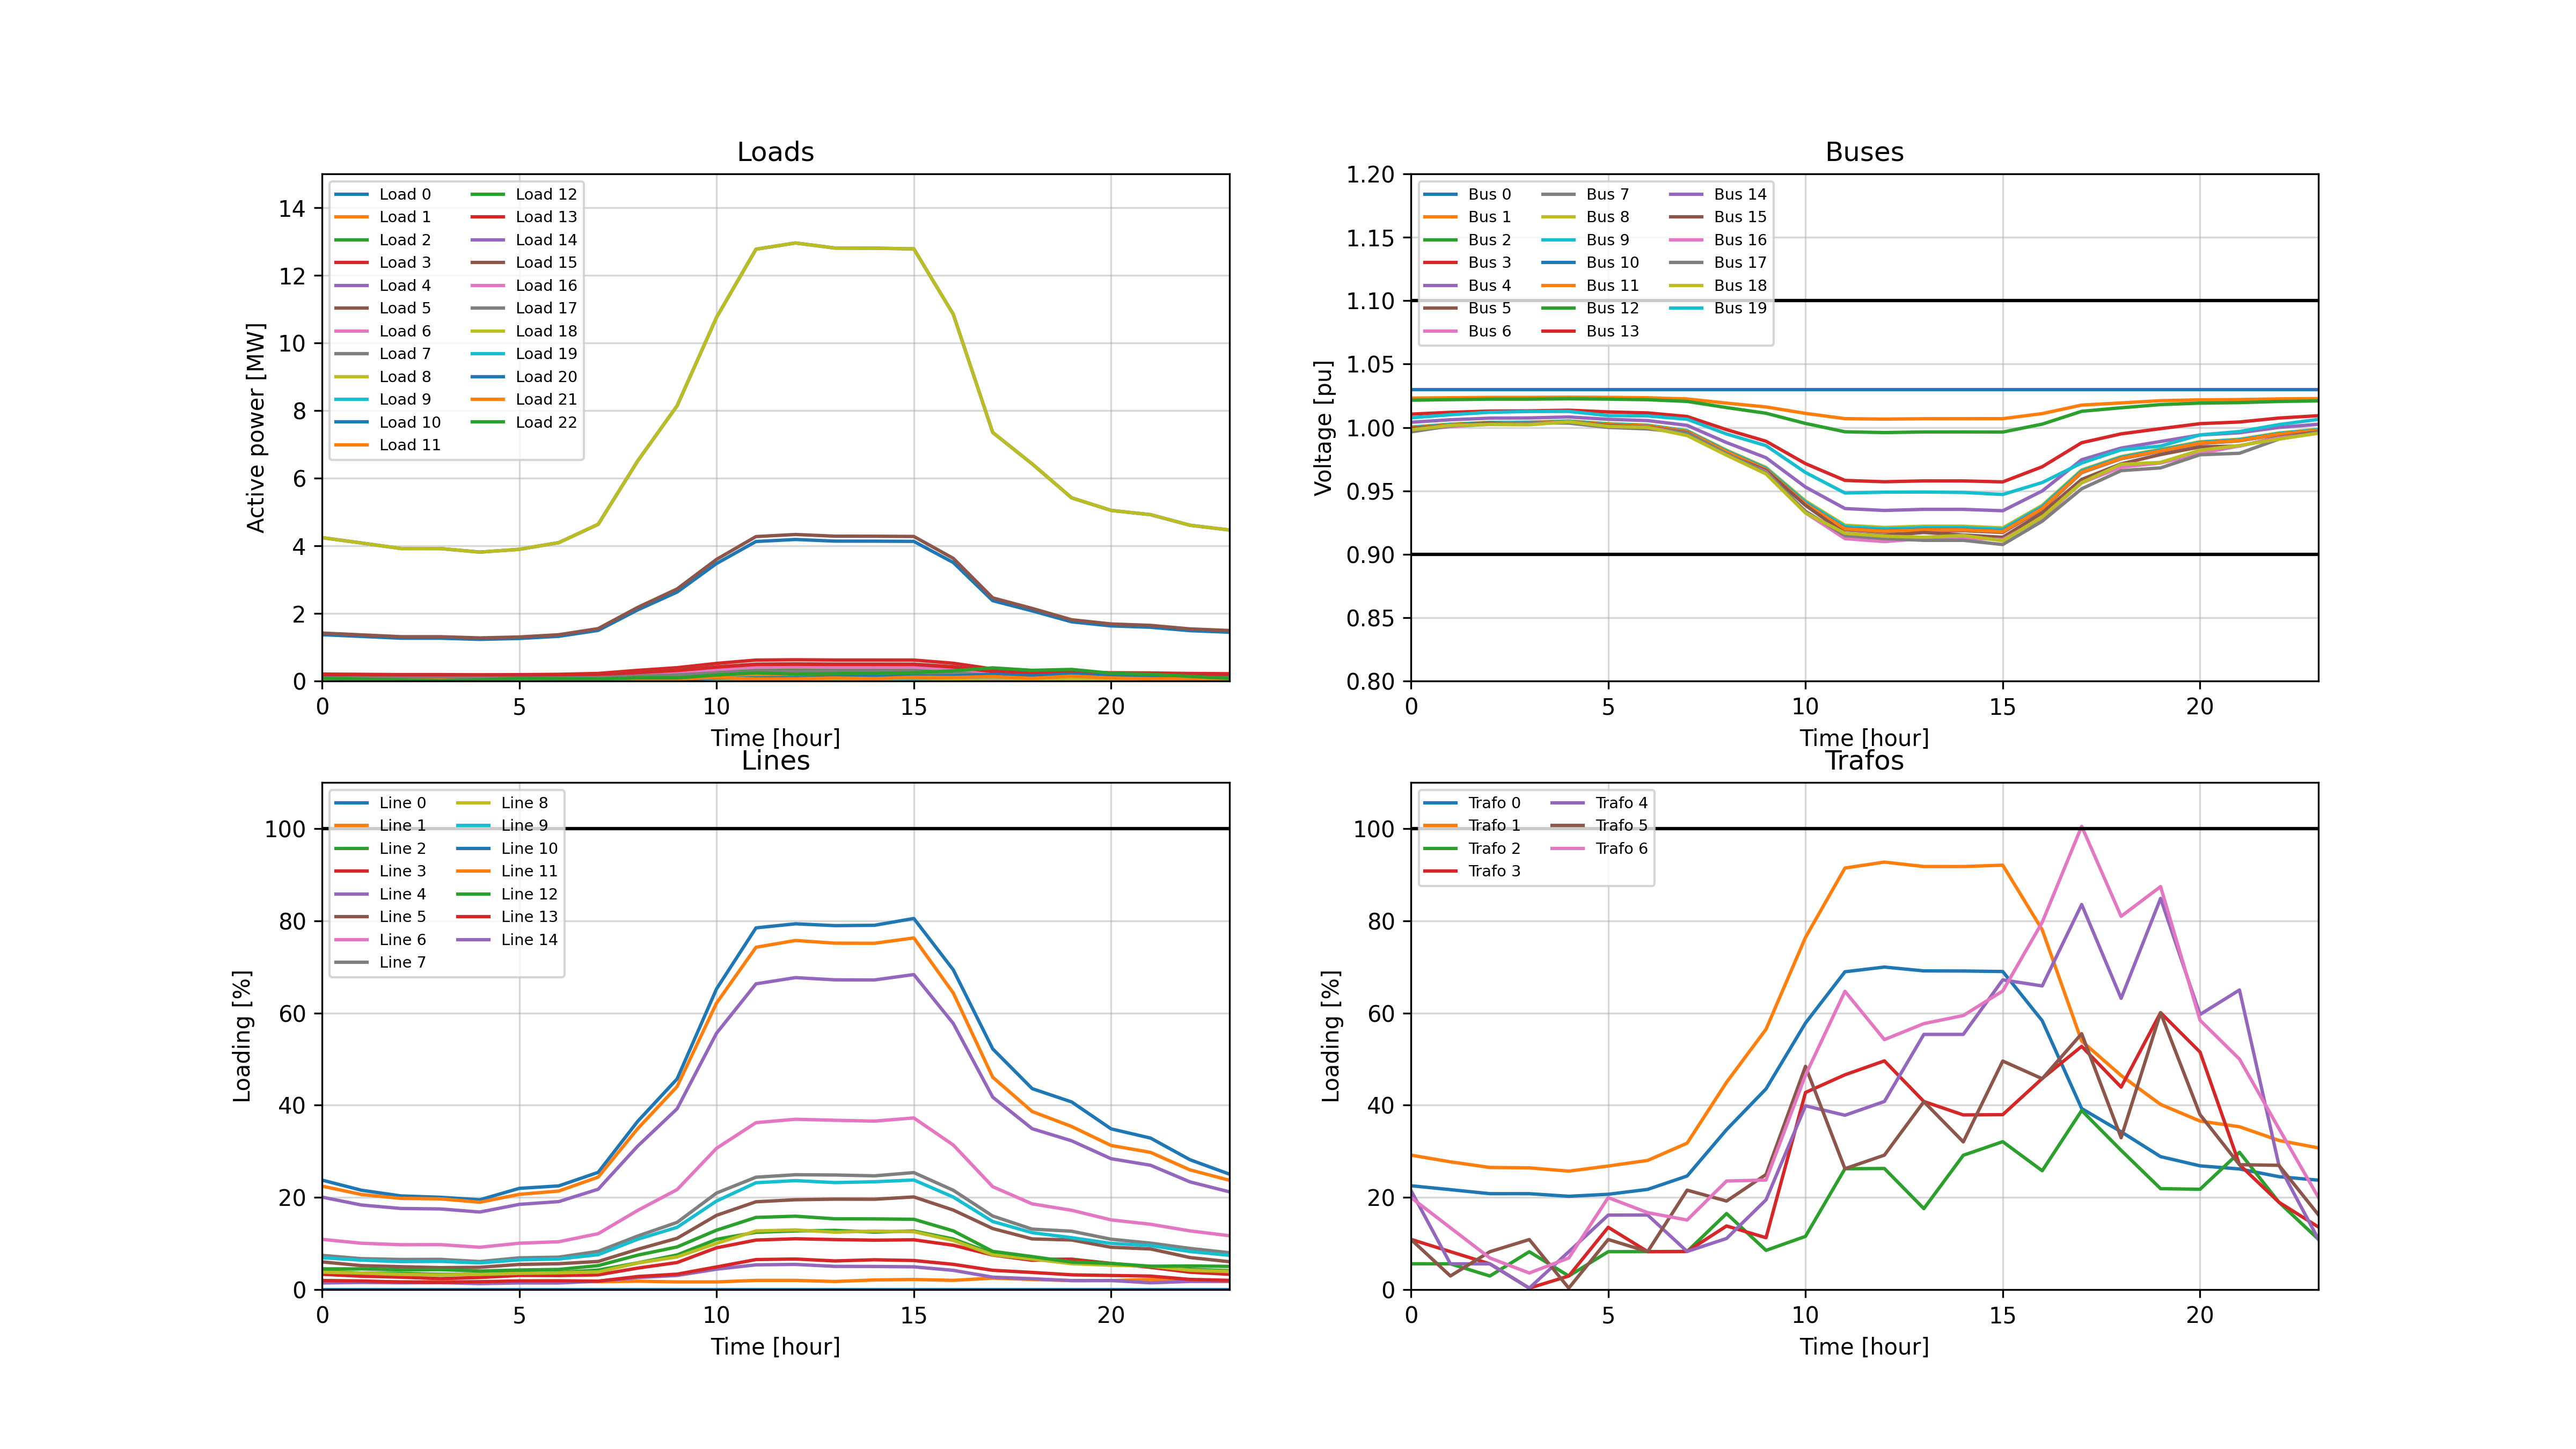 Loads
Active power [MW]
14
12
10
8
6
4
2
0
Load 0
Load 1
Load 2
Load 3
Load 4
Load 5
Load 6
Load 7
Load 8
Load 9
Load 10
Load 11
Load 12
Load 13
Load 14
Load 15
Load 16
Load 17
Load 18
Load 19
Load 20
Load 21
Load 22
0 5 10 15 20
Time [hour]
Buses
Voltage [pu]
1.20
1.15
1.10
1.05
1.00
0.95
0.90
0.85
0.80
Bus 0
Bus 1
Bus 2
Bus 3
Bus 4
Bus 5
Bus 6
Bus 7
Bus 8
Bus 9
Bus 10
Bus 11
Bus 12
Bus 13
Bus 14
Bus 15
Bus 16
Bus 17
Bus 18
Bus 19
0 5 10 15 20
Time [hour]
Lines
Loading [%]
100
80
60
40
20
0
Line 0
Line 1
Line 2
Line 3
Line 4
Line 5
Line 6
Line 7
Line 8
Line 9
Line 10
Line 11
Line 12
Line 13
Line 14
0 5 10 15 20
Time [hour]
Trafos
Loading [%]
100
80
60
40
20
0
Trafo 0
Trafo 1
Trafo 2
Trafo 3
Trafo 4
Trafo 5
Trafo 6
0 5 10 15 20
Time [hour]